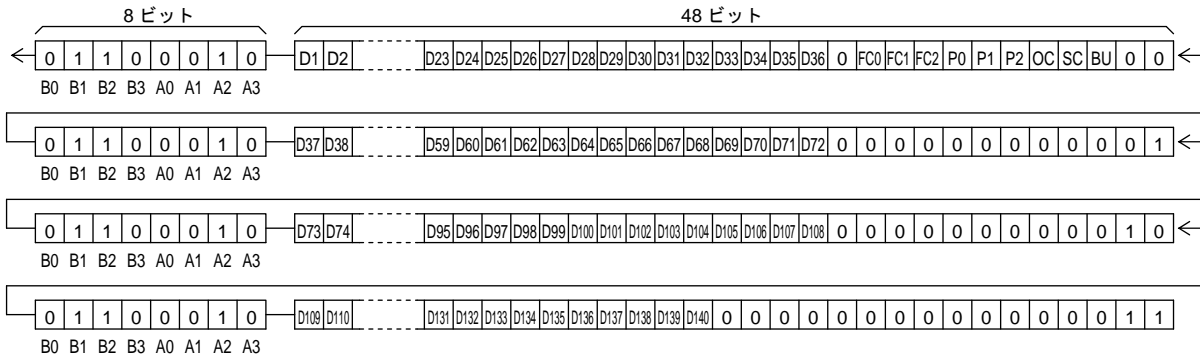 8 ビット 48 ビット
0 1 1 0 0 0 1 0 D1 D2 D23 D24 D25 D26 D27 D28 D29 D30 D31 D32 D33 D34 D35 D36 0 FC0 FC1 FC2 P0 P1 P2 OC SC BU 0 0
B0 B1 B2 B3 A0 A1 A2 A3
0 1 1 0 0 0 1 0 D37 D38 D59 D60 D61 D62 D63 D64 D65 D66 D67 D68 D69 D70 D71 D72 0 0 0 0 0 0 0 0 0 0 0 1
B0 B1 B2 B3 A0 A1 A2 A3
0 1 1 0 0 0 1 0 D73 D74 D95 D96 D97 D98 D99 D100 D101 D102 D103 D104 D105 D106 D107 D108 0 0 0 0 0 0 0 0 0 0 1 0
B0 B1 B2 B3 A0 A1 A2 A3
0 1 1 0 0 0 1 0 D109 D110 D131 D132 D133 D134 D135 D136 D137 D138 D139 D140 0 0 0 0 0 0 0 0 0 0 0 0 0 0 1 1
B0 B1 B2 B3 A0 A1 A2 A3